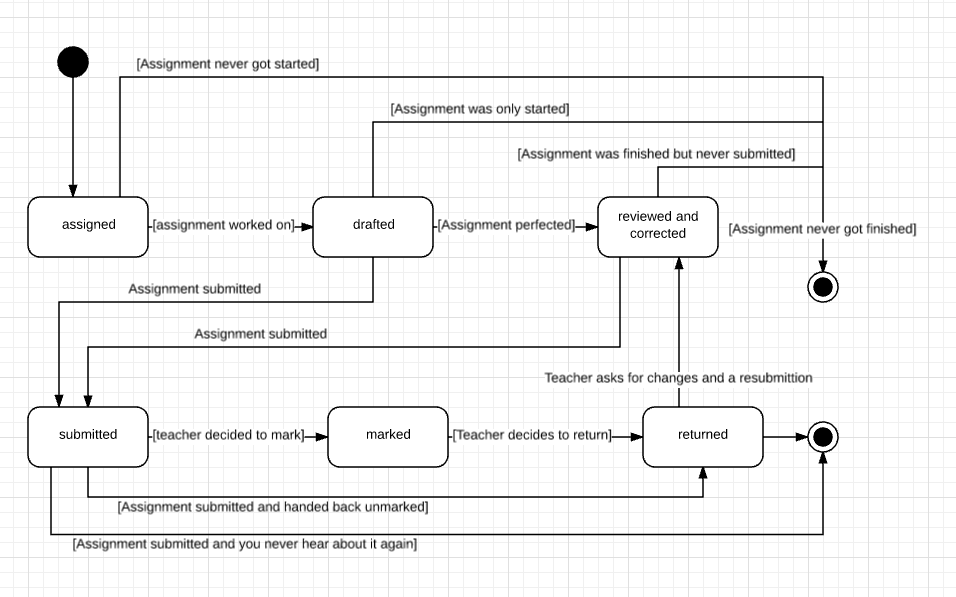 [Assignment never got started]
[Assignment was only started]
[Assignment was finished but never submitted]
assigned
[assignment worked on]
drafted
[Assignment perfected]
reviewed and
corrected
[Assignment never got finished]
Assignment submitted
Assignment submitted
Teacher asks for changes and a resubmittion
submitted
[teacher decided to mark]
marked
[Teacher decides to return]
returned
[Assignment submitted and handed back unmarked]
[Assignment submitted and you never hear about it again]